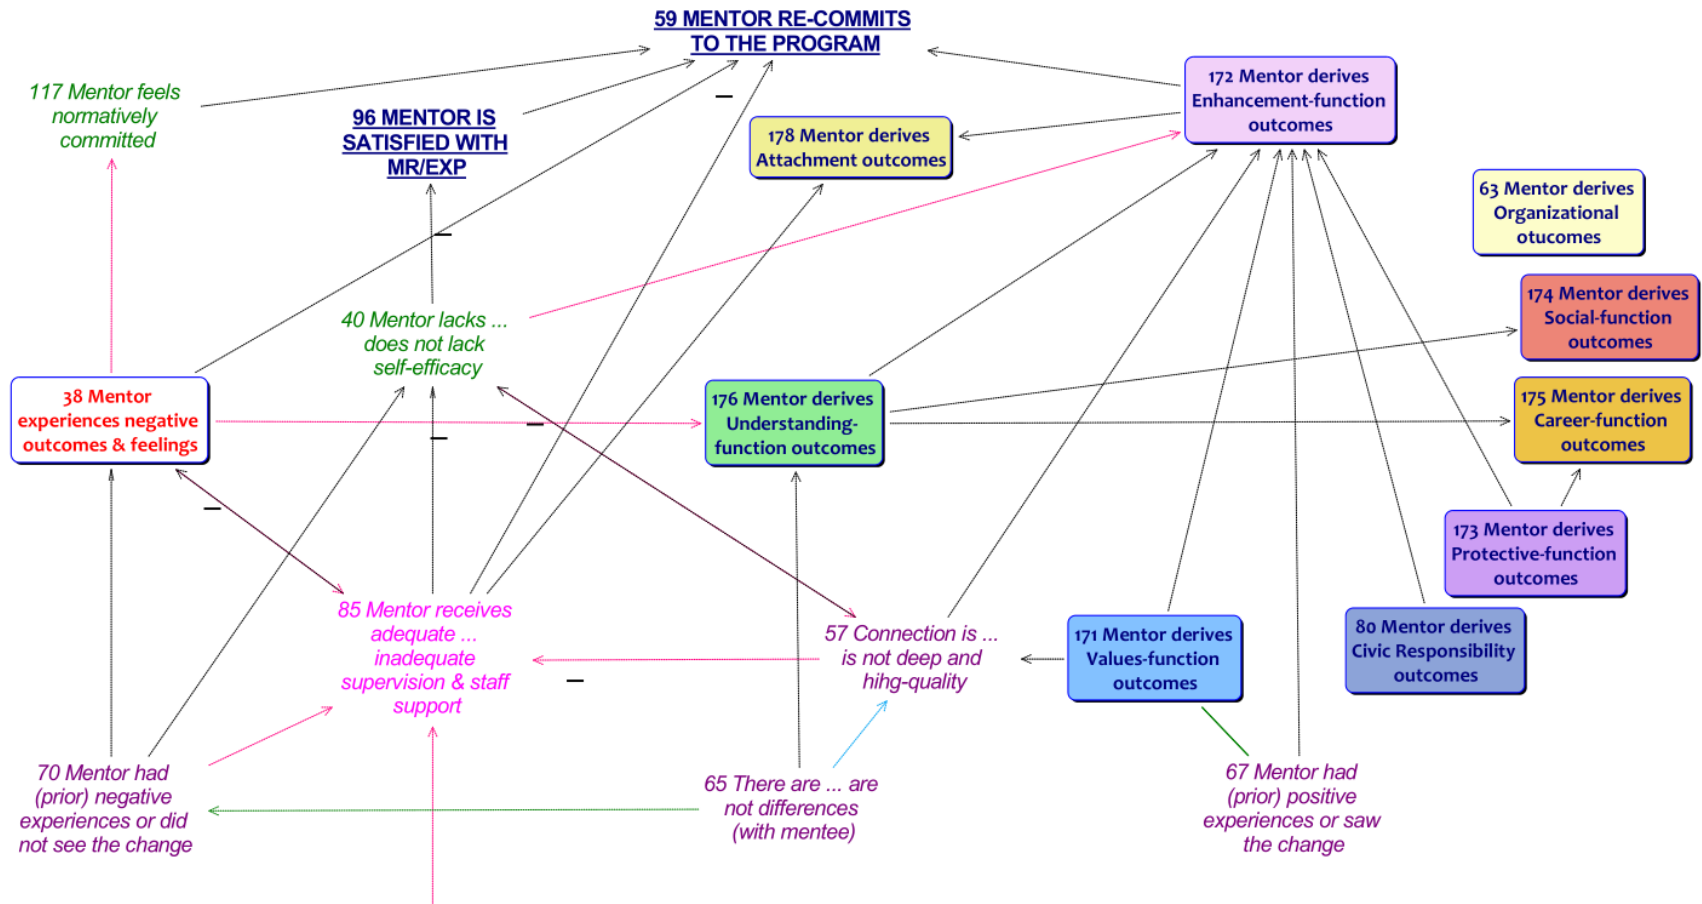 59 MENTOR RE-COMMITS
TO THE PROGRAM
117 Mentor feels
normatively
committed
96 MENTOR IS
SATISFIED WITH
MR/EXP
178 Mentor derives
Attachment outcomes
172 Mentor derives
Enhancement-function
outcomes
63 Mentor derives
Organizational
otucomes
174 Mentor derives
Social-function
outcomes
40 Mentor lacks ...
does not lack
self-efficacy
38 Mentor
experiences negative
outcomes & feelings
176 Mentor derives
Understanding-
function outcomes
175 Mentor derives
Career-function
outcomes
173 Mentor derives
Protective-function
outcomes
85 Mentor receives
adequate ...
inadequate
supervision & staff
support
57 Connection is ...
is not deep and
hihg-quality
171 Mentor derives
Values-function
outcomes
80 Mentor derives
Civic Responsibility
outcomes
70 Mentor had
(prior) negative
experiences or did
not see the change
65 There are ... are
not differences
(with mentee)
67 Mentor had
(prior) positive
experiences or saw
the change